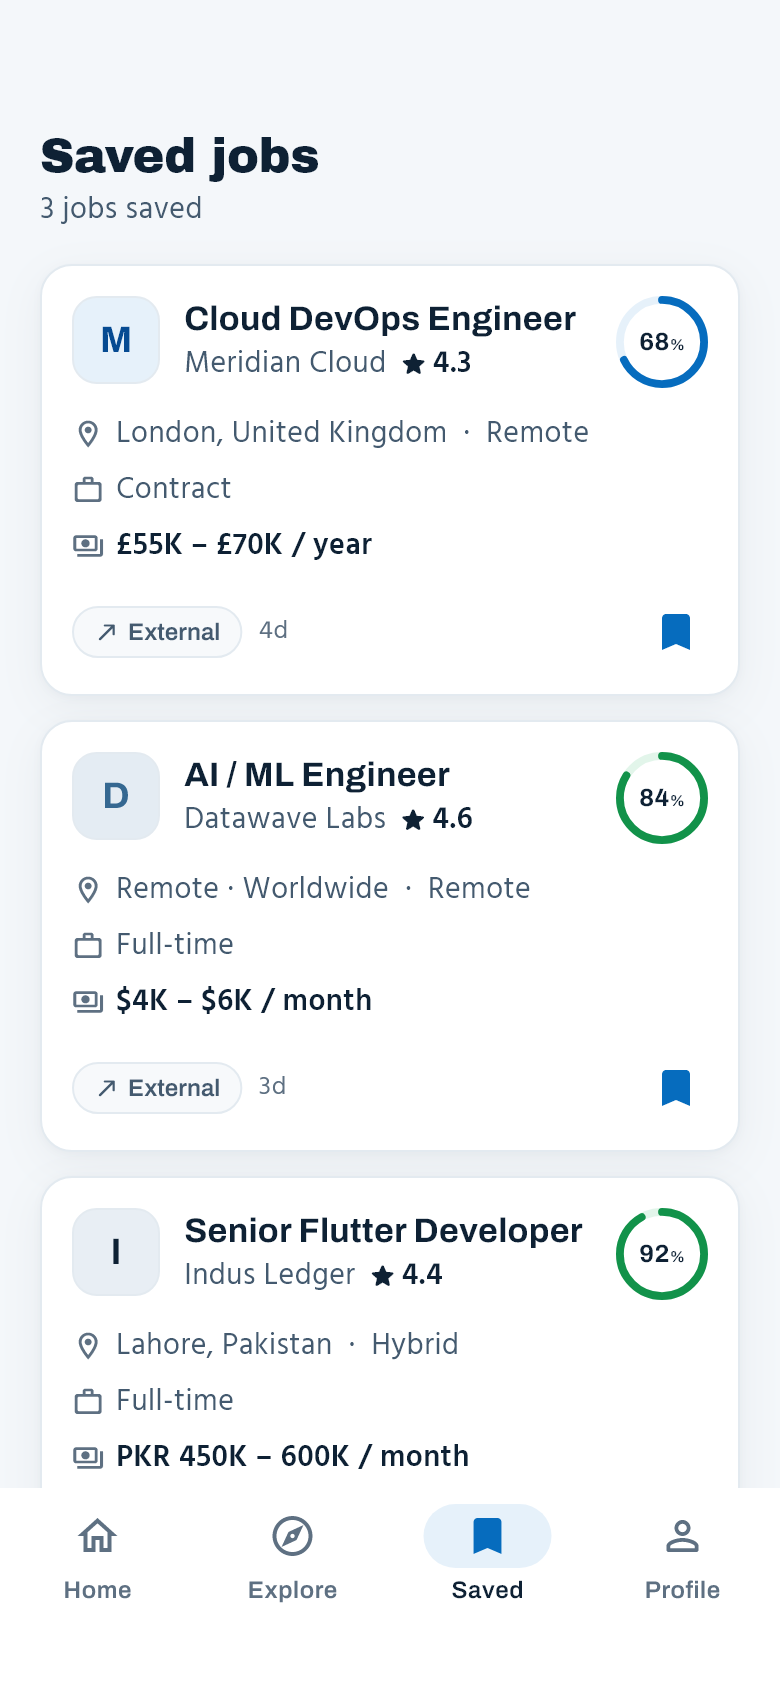 Saved jobs
3 jobs saved
M
Cloud DevOps Engineer
Meridian Cloud ★ 4.3
68%
London, United Kingdom · Remote
Contract
£55K – £70K / year
External 4d
D
AI / ML Engineer
Datawave Labs ★ 4.6
84%
Remote · Worldwide · Remote
Full-time
$4K – $6K / month
External 3d
I
Senior Flutter Developer
Indus Ledger ★ 4.4
92%
Lahore, Pakistan · Hybrid
Full-time
PKR 450K – 600K / month
Home Explore Saved Profile